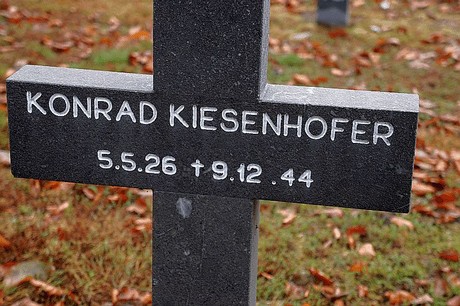 KONRAD KIESENHOFER
5.5.26 ✝ 9.12.44